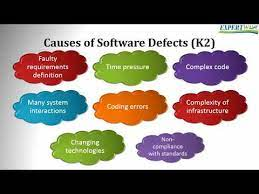 EXPERT
Causes of Software Defects (K2)
Faulty
requirements
definition
Time pressure
Complex code
Many system
interactions
Coding errors
Complexity of
infrastructure
Changing
technologies
Non-
compliance with
standards